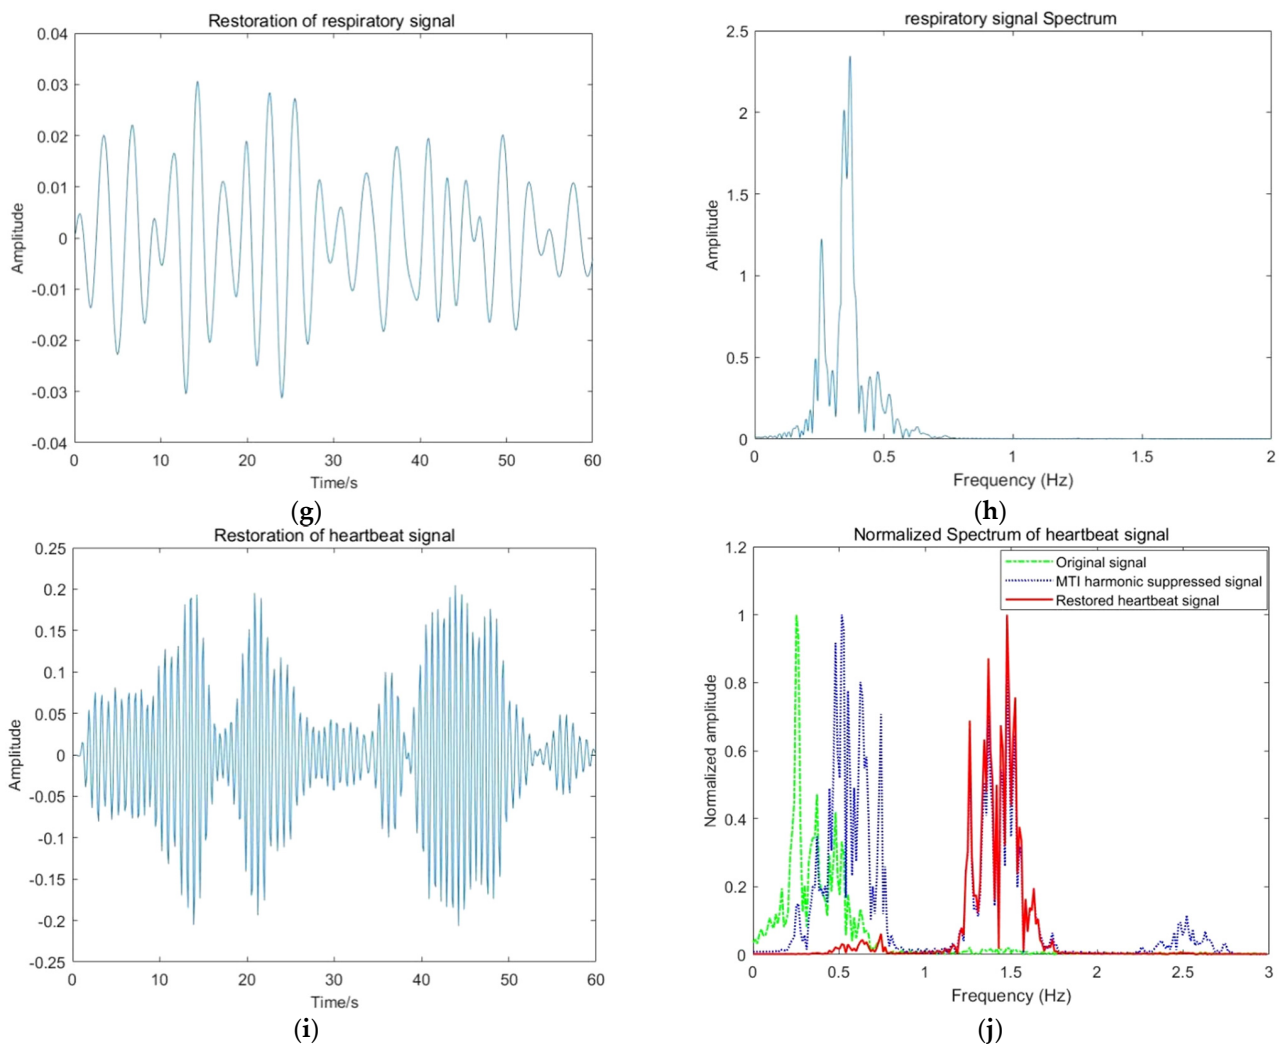 Restoration of respiratory signal
0.04
0.03
0.02
0.01
0
-0.01
-0.02
-0.03
-0.04
Amplitude
0 10 20 30 40 50 60
Time/s
(g)
respiratory signal Spectrum
2.5
2
1.5
1
0.5
0
Amplitude
0 0.5 1 1.5 2
Frequency (Hz)
(h)
Restoration of heartbeat signal
0.25
0.2
0.15
0.1
0.05
0
-0.05
-0.1
-0.15
-0.2
-0.25
Amplitude
0 10 20 30 40 50 60
Time/s
(i)
Normalized Spectrum of heartbeat signal
Original signal
MTI harmonic suppressed signal
Restored heartbeat signal
1.2
1
0.8
0.6
0.4
0.2
0
Normalized amplitude
0 0.5 1 1.5 2 2.5 3
Frequency (Hz)
(j)